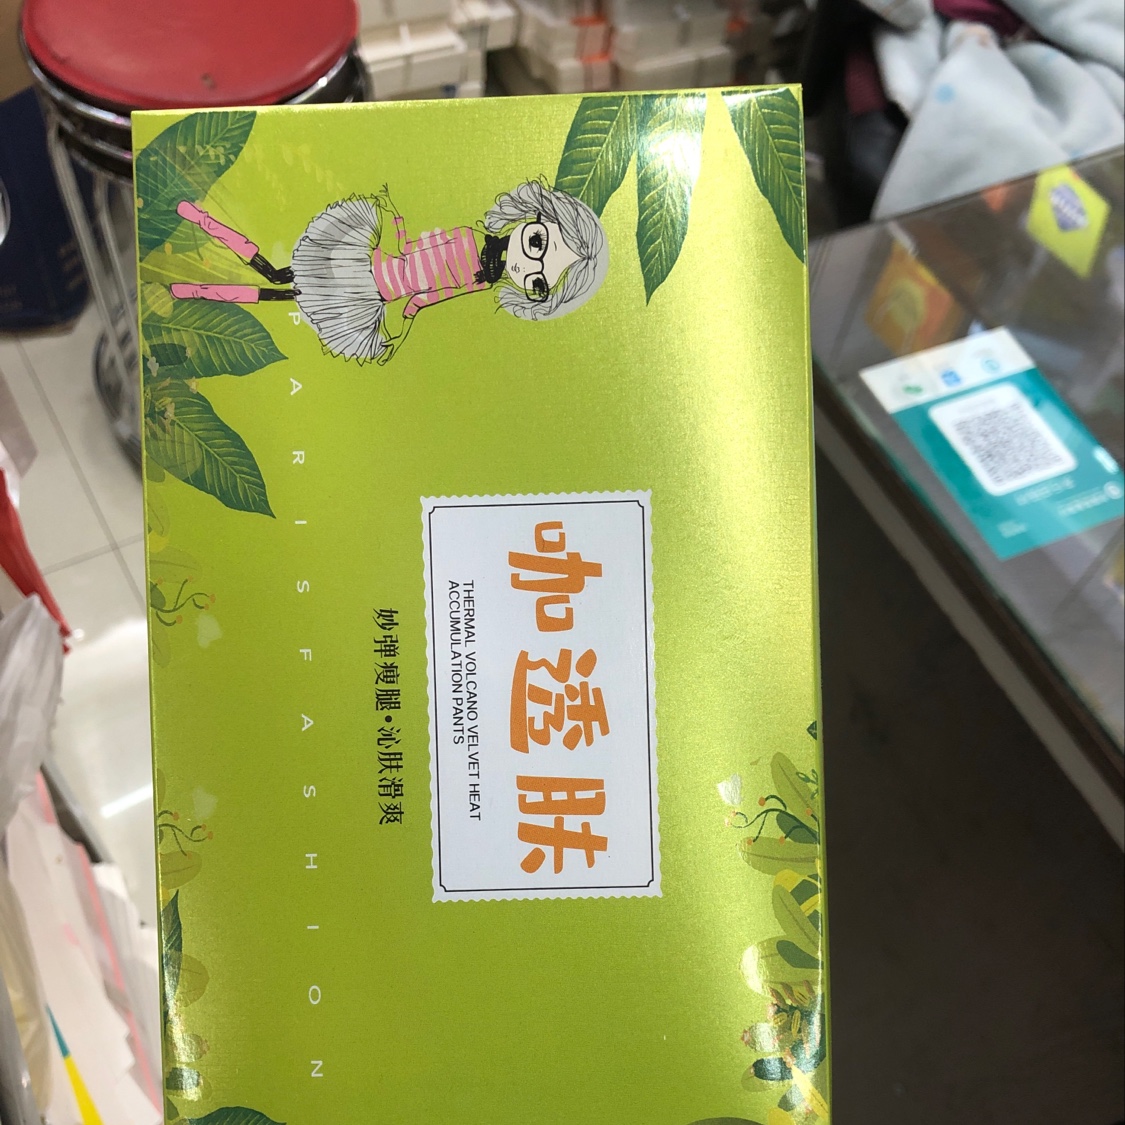 咖透肤
THERMAL VOLCANO VELVET HEAT
ACCUMULATION PANTS
妙弹瘦腿•沁肤滑爽
PARISFASHION